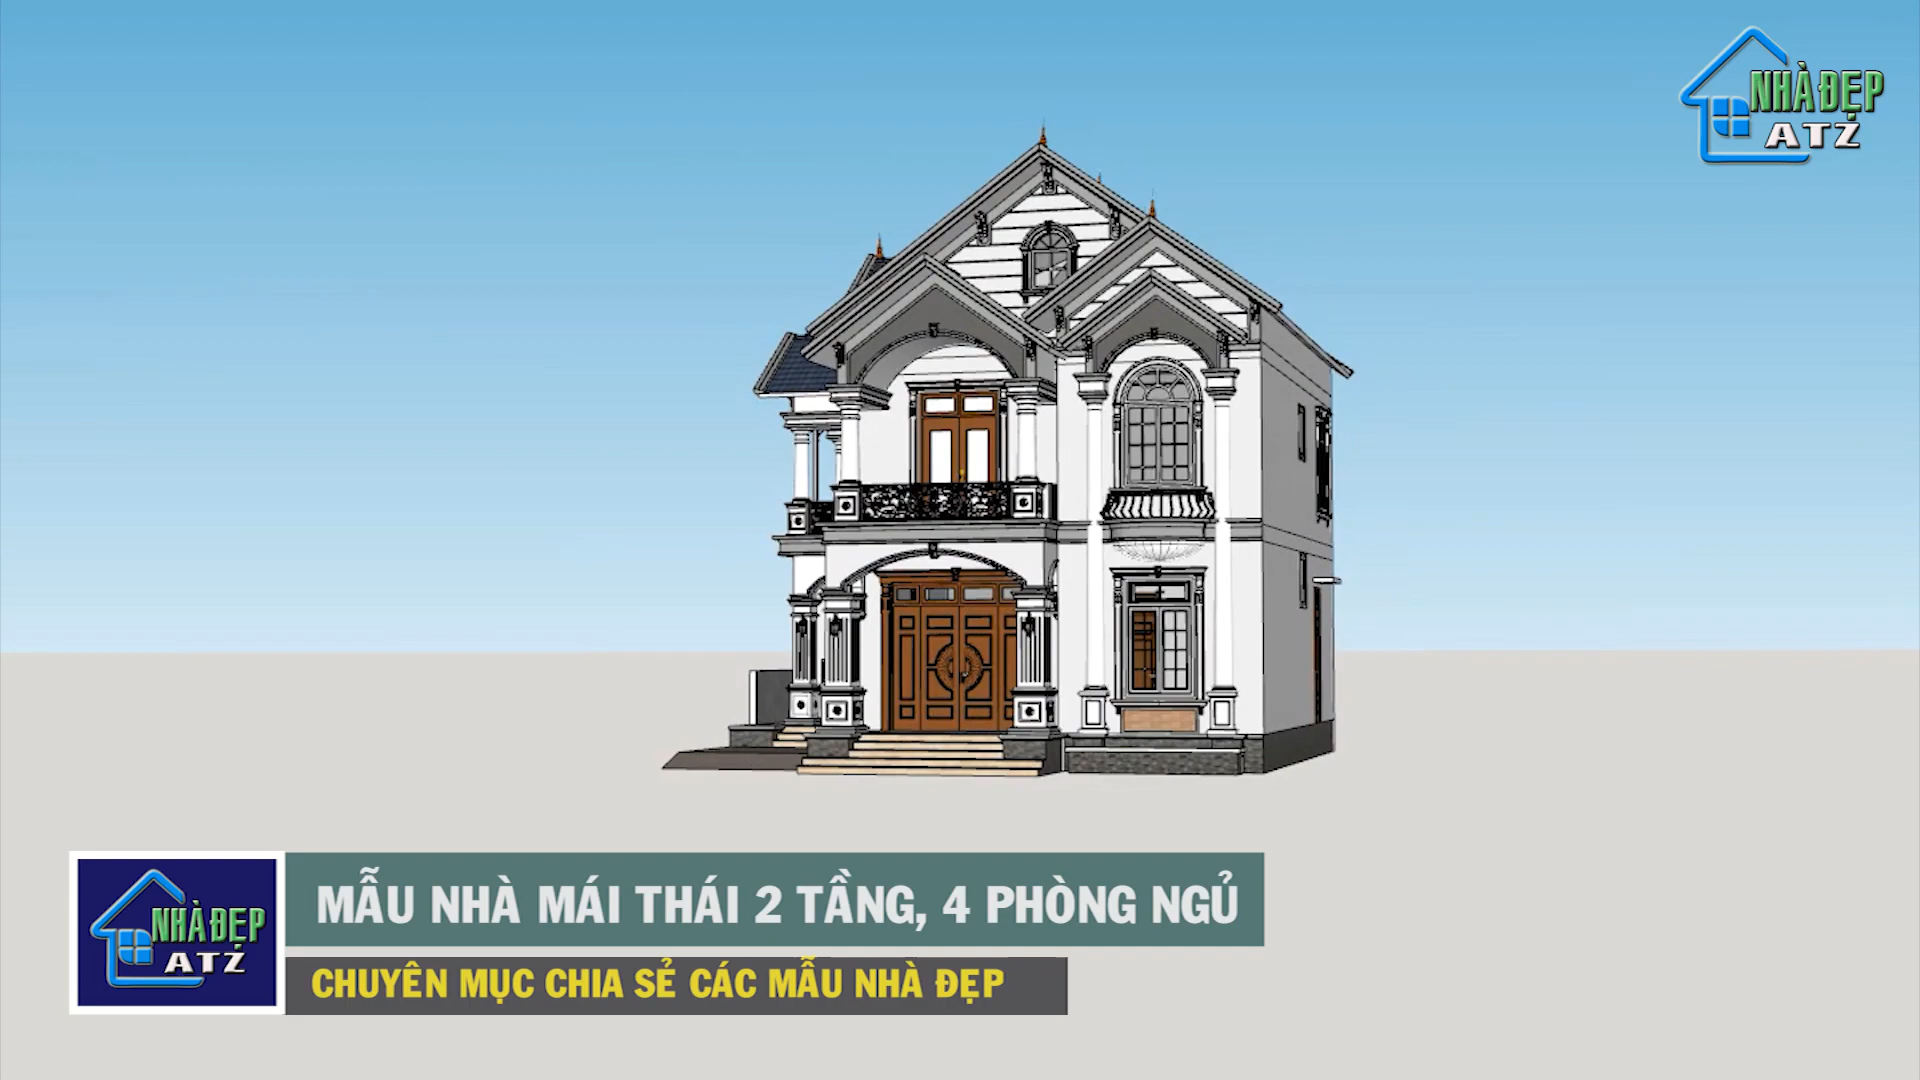 NHÀ ĐẸP
ATZ
NHÀ ĐẸP
ATZ
MẪU NHÀ MÁI THÁI 2 TẦNG, 4 PHÒNG NGỦ
CHUYÊN MỤC CHIA SẺ CÁC MẪU NHÀ ĐẸP